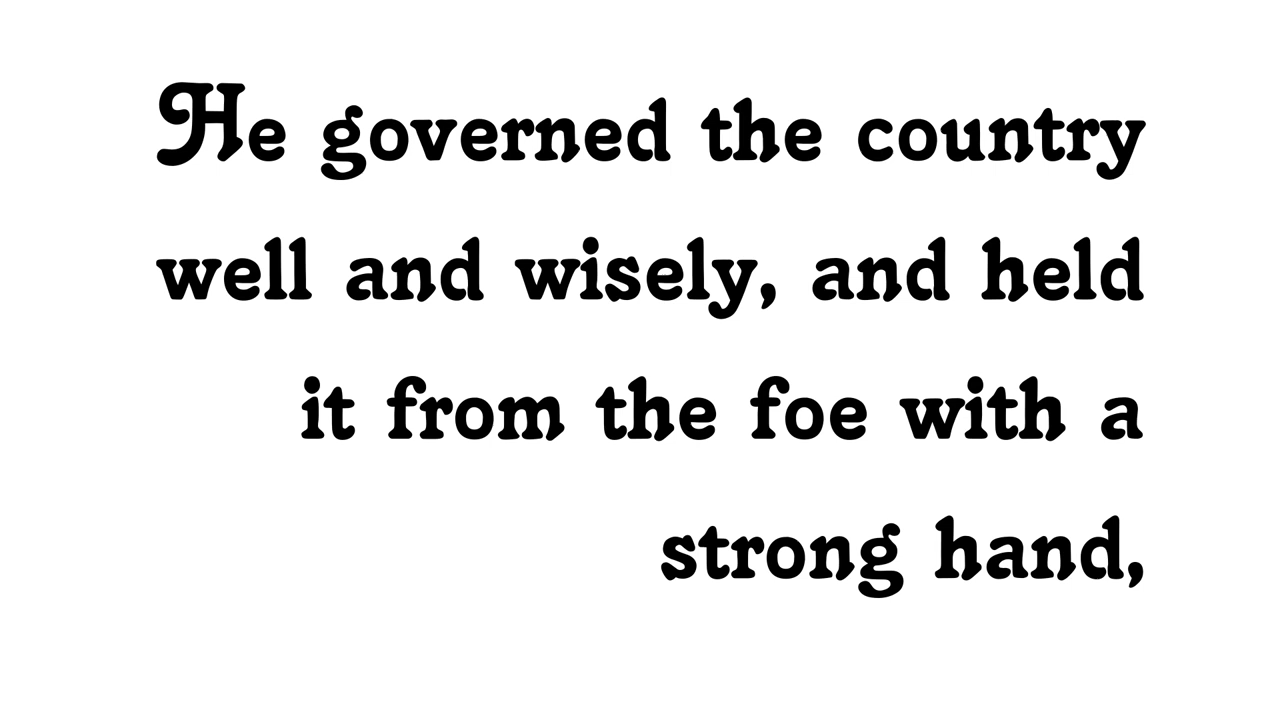 He governed the country
well and wisely, and held
it from the foe with a
strong hand,